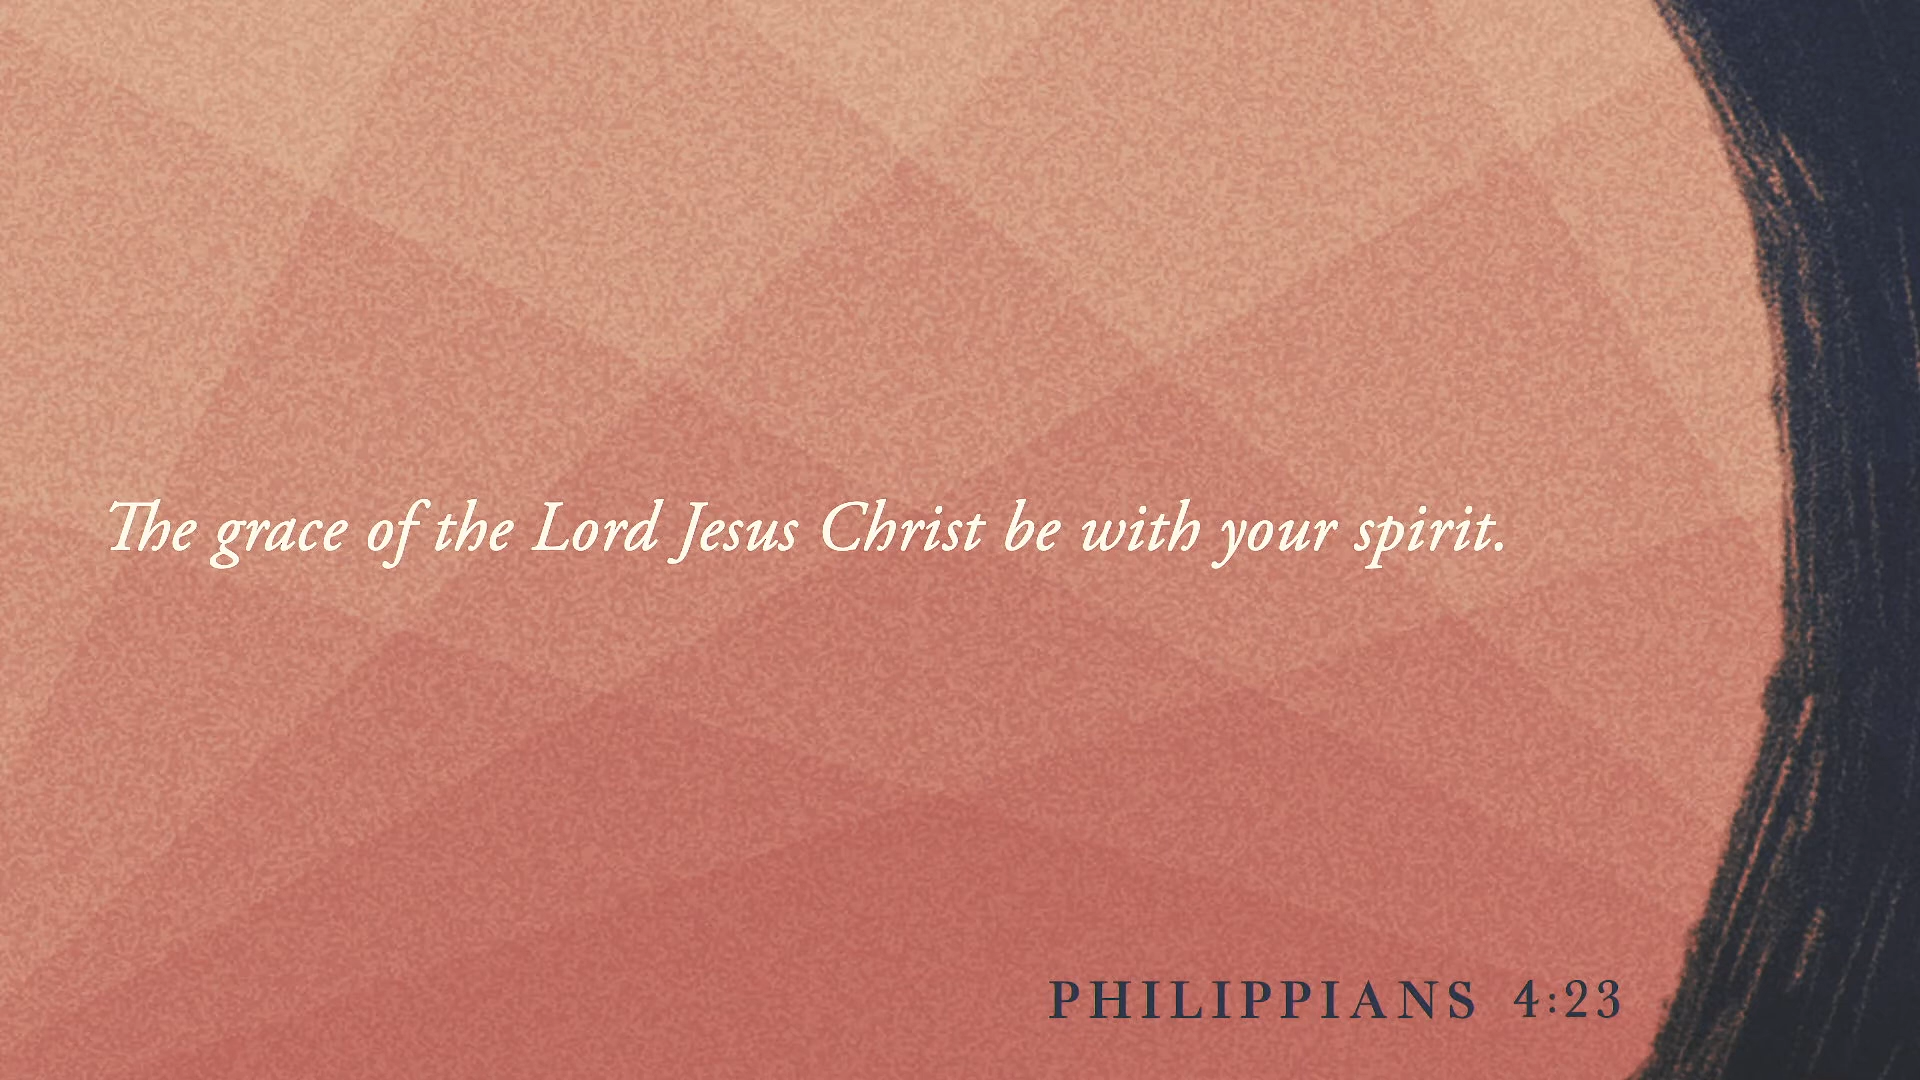 The grace of the Lord Jesus Christ be with your spirit.
PHILIPPIANS 4:23